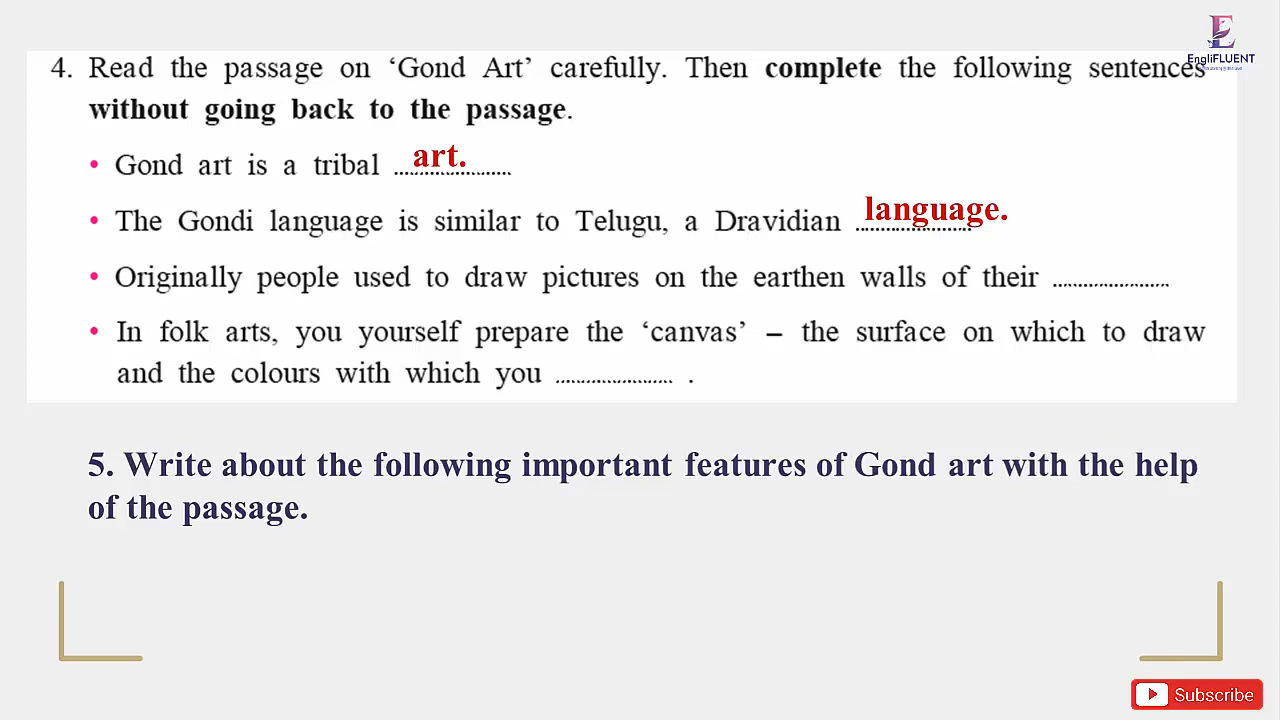 EngliFLUENT
4. Read the passage on ‘Gond Art’ carefully. Then complete the following sentences
without going back to the passage.
• Gond art is a tribal art.
• The Gondi language is similar to Telugu, a Dravidian language.
• Originally people used to draw pictures on the earthen walls of their ....................
• In folk arts, you yourself prepare the ‘canvas’ – the surface on which to draw
and the colours with which you .................... .
5. Write about the following important features of Gond art with the help
of the passage.
Subscribe